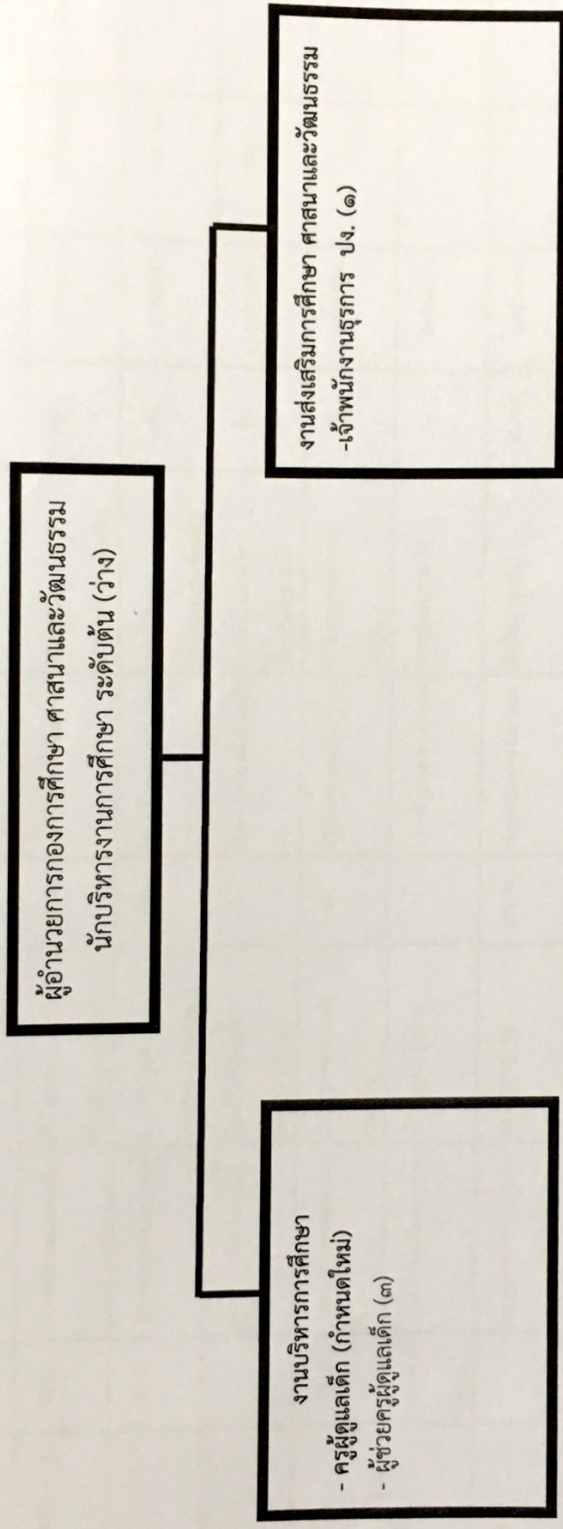 ผู้อำนวยการกองการศึกษา ศาสนาและวัฒนธรรม
นักบริหารงานการศึกษา ระดับต้น (ว่าง)
งานบริหารการศึกษา
- ครูผู้ดูแลเด็ก (กำหนดใหม่)
- ผู้ช่วยครูผู้ดูแลเด็ก (๓)
งานส่งเสริมการศึกษา ศาสนาและวัฒนธรรม
-เจ้าพนักงานธุรการ ปง. (๑)